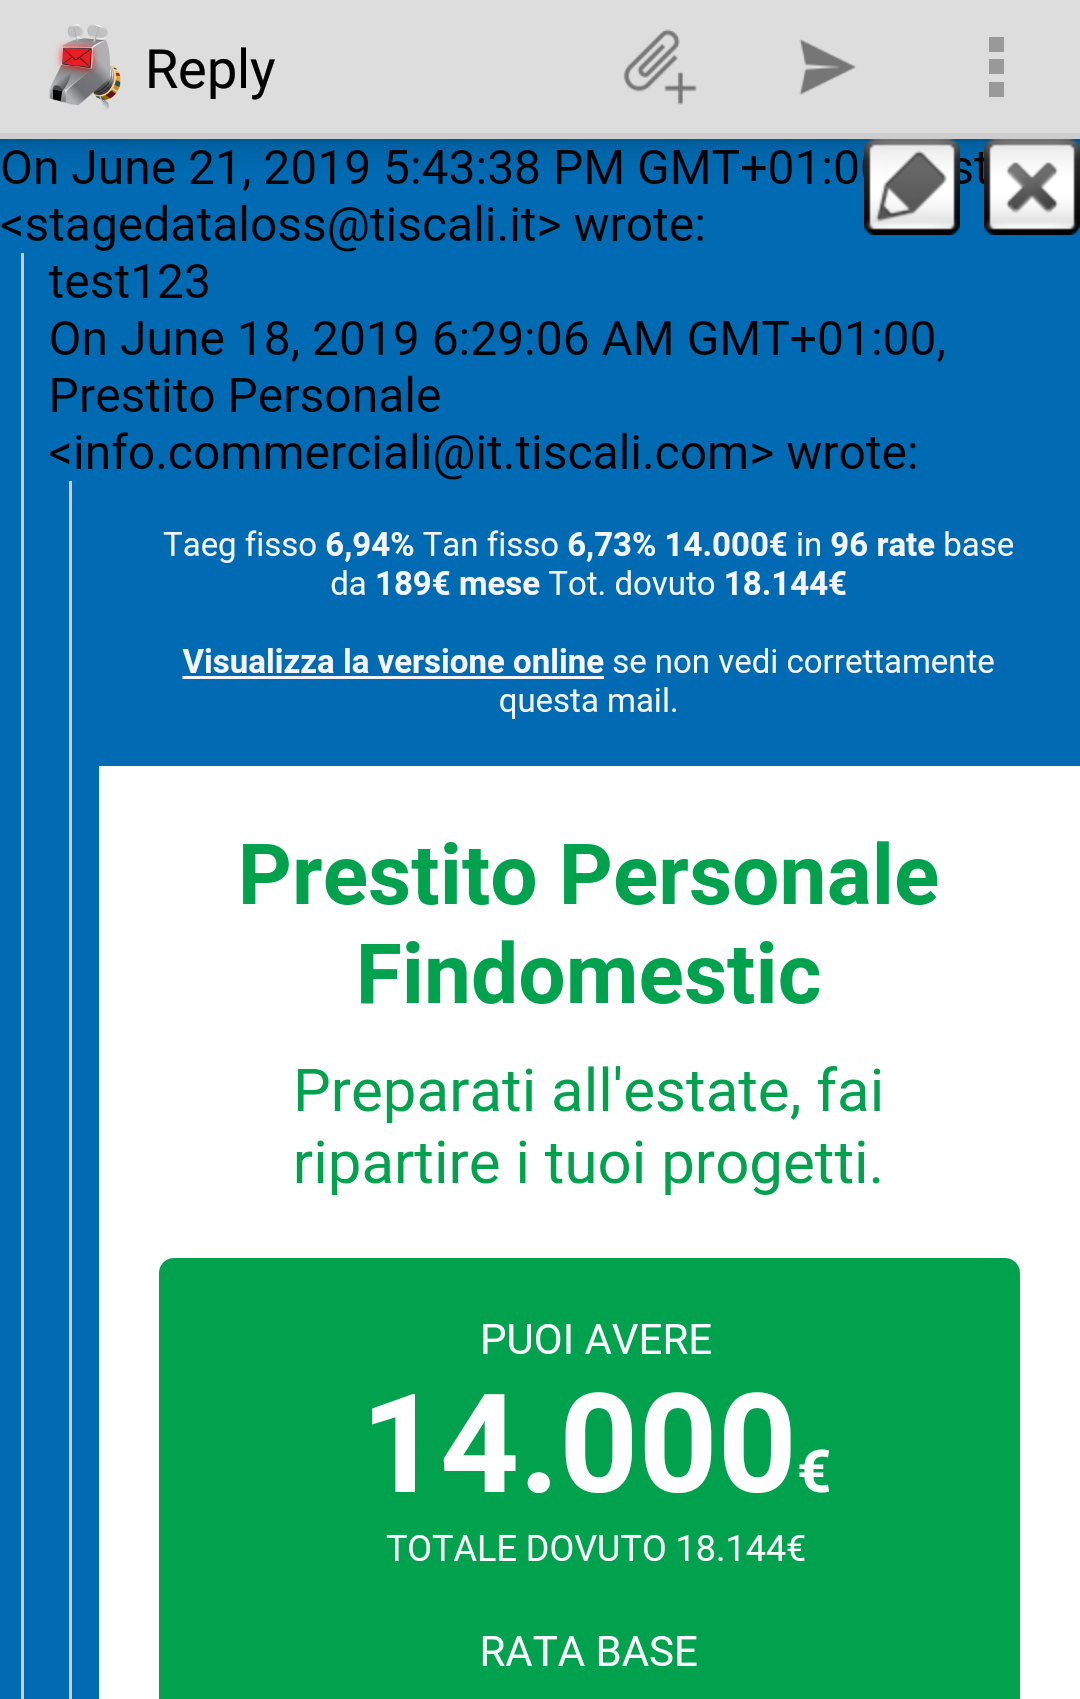 Reply
On June 21, 2019 5:43:38 PM GMT+01:0
<stagedataloss@tiscali.it> wrote:
test123
On June 18, 2019 6:29:06 AM GMT+01:00,
Prestito Personale
<info.commerciali@it.tiscali.com> wrote:
Taeg fisso 6,94% Tan fisso 6,73% 14.000€ in 96 rate base
da 189€ mese Tot. dovuto 18.144€
Visualizza la versione online se non vedi correttamente
questa mail.
Prestito Personale
Findomestic
Preparati all'estate, fai
ripartire i tuoi progetti.
PUOI AVERE
14.000€
TOTALE DOVUTO 18.144€
RATA BASE